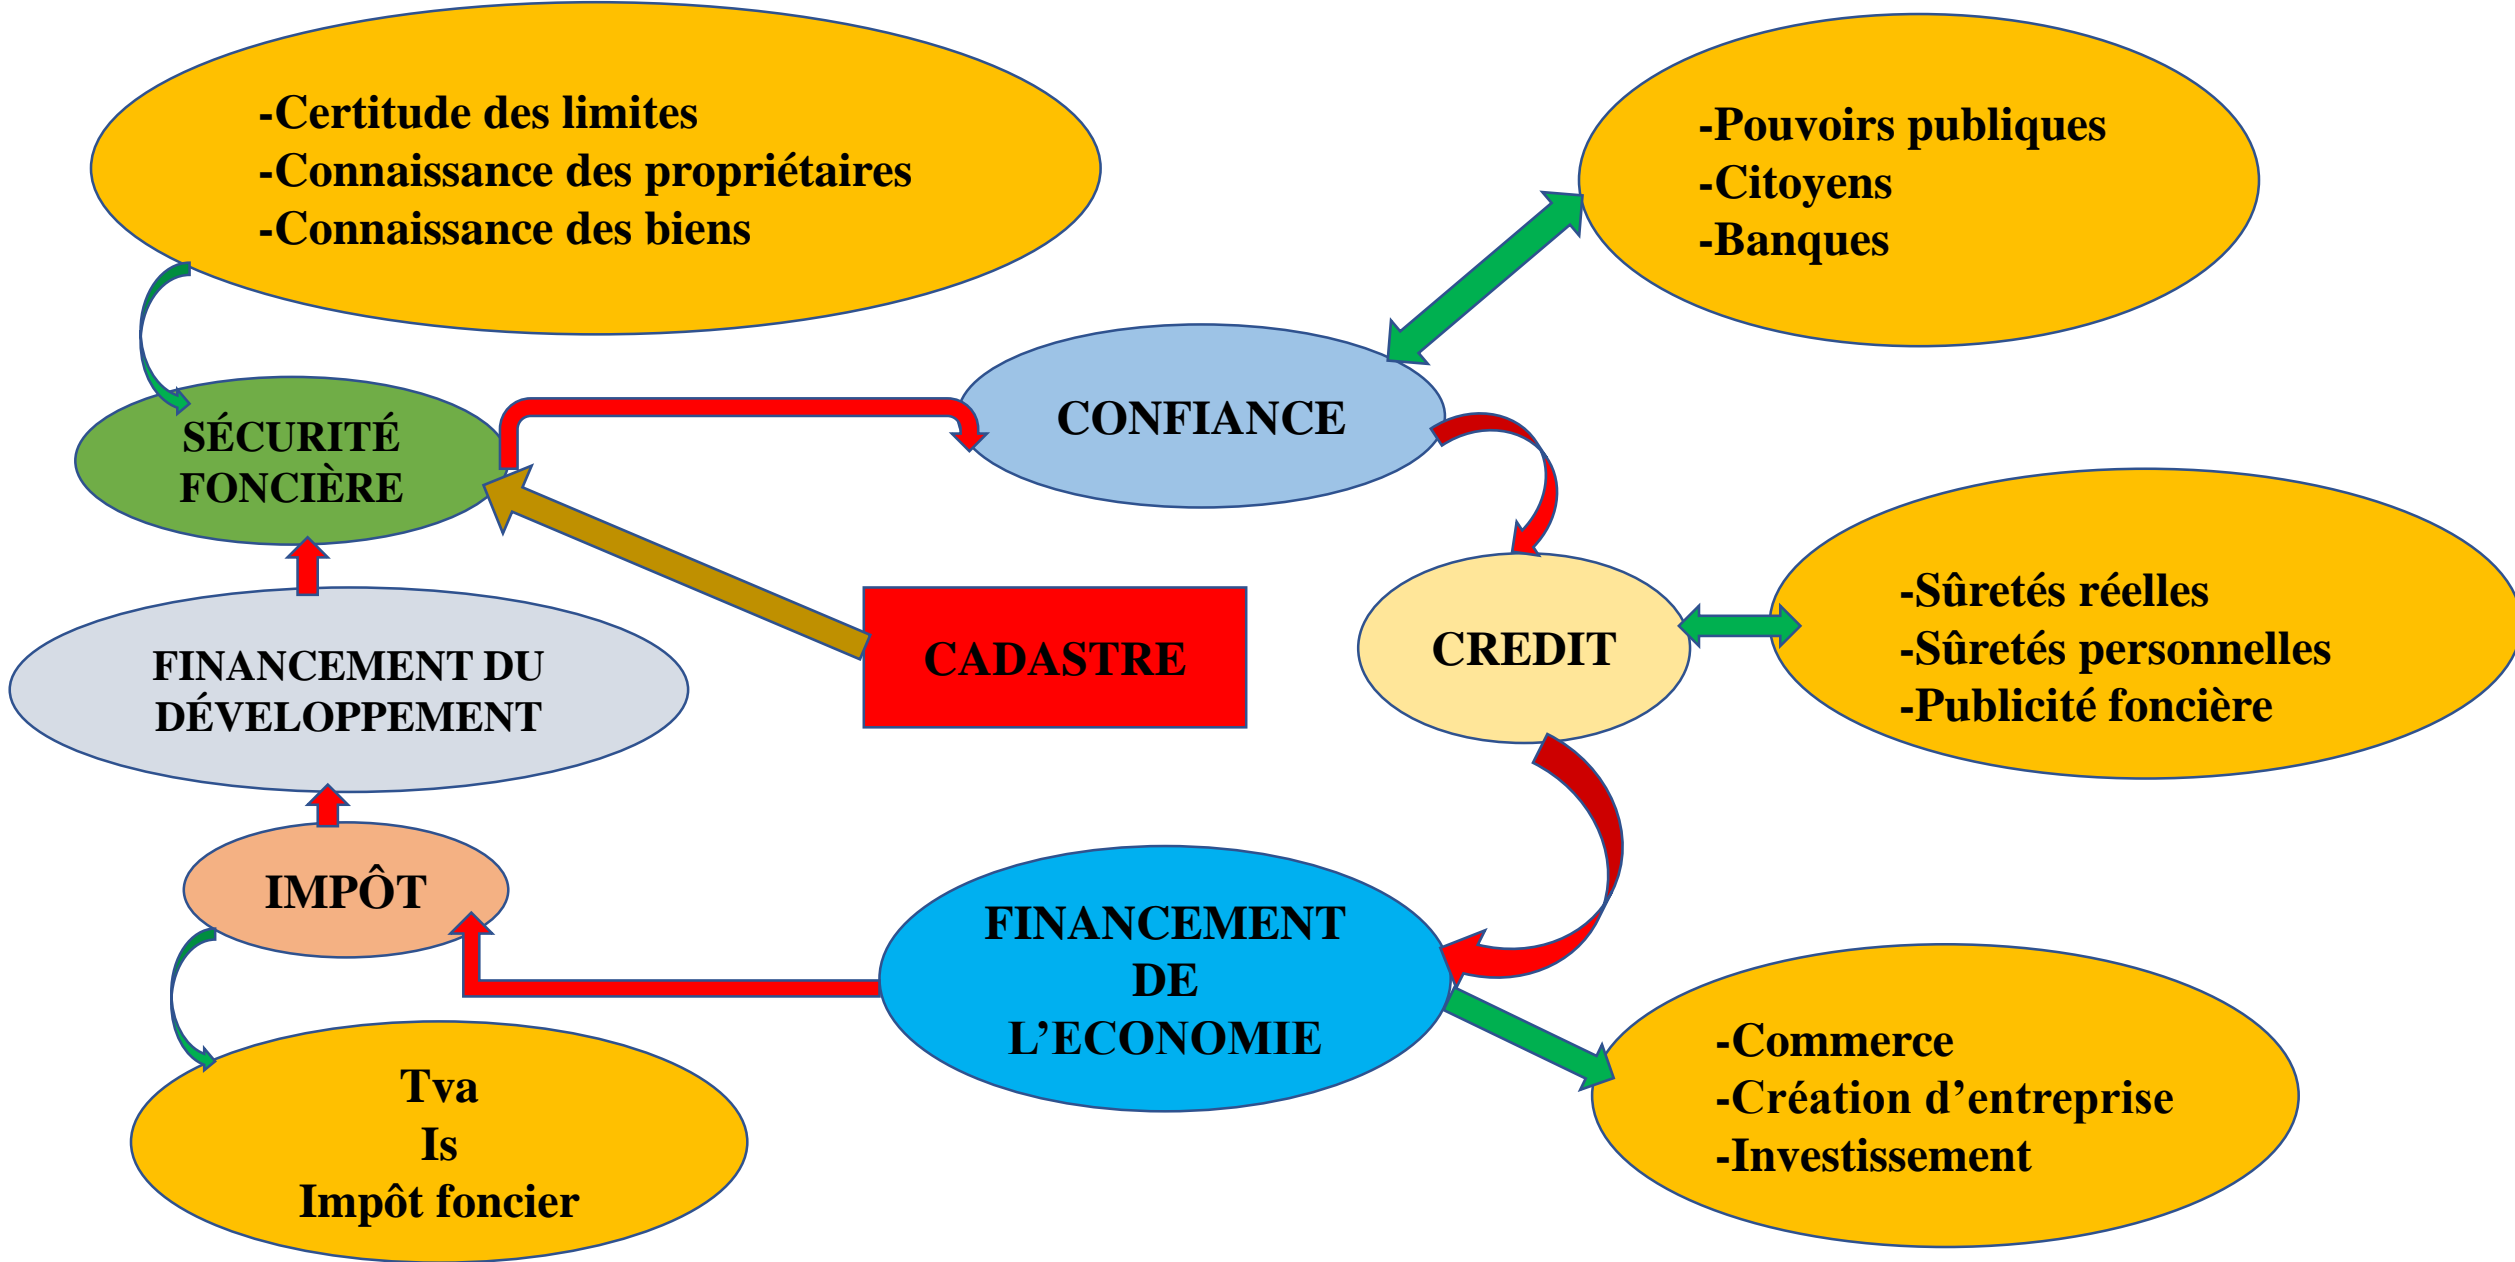 -Certitude des limites
-Connaissance des propriétaires
-Connaissance des biens
-Pouvoirs publiques
-Citoyens
-Banques
SÉCURITÉ
FONCIÈRE
CONFIANCE
FINANCEMENT DU
DÉVELOPPEMENT
CADASTRE
CREDIT
-Sûretés réelles
-Sûretés personnelles
-Publicité foncière
IMPÔT
FINANCEMENT
DE
L’ECONOMIE
Tva
Is
Impôt foncier
-Commerce
-Création d’entreprise
-Investissement